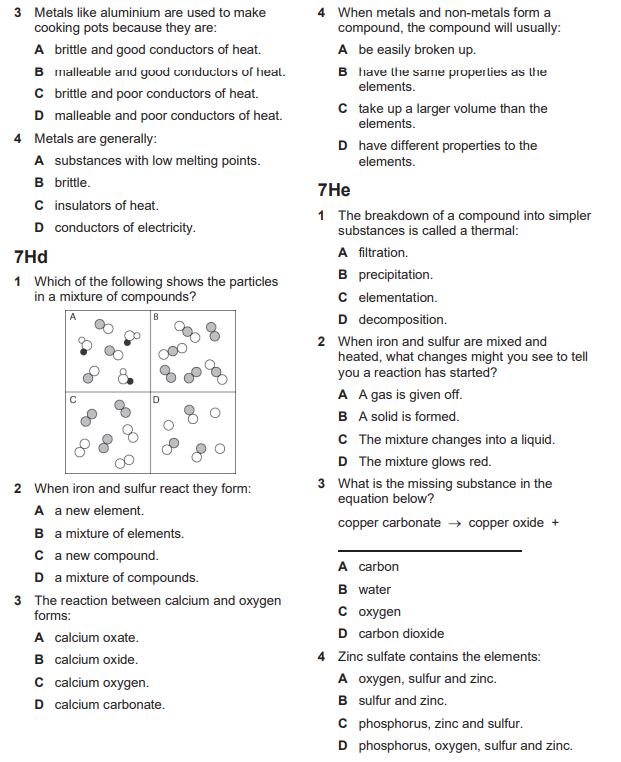 3 Metals like aluminium are used to make
cooking pots because they are:
A brittle and good conductors of heat.
B malleable and good conductors of heat.
C brittle and poor conductors of heat.
D malleable and poor conductors of heat.
4 Metals are generally:
A substances with low melting points.
B brittle.
C insulators of heat.
D conductors of electricity.
7Hd
1 Which of the following shows the particles
in a mixture of compounds?
A
B
C
D
2 When iron and sulfur react they form:
A a new element.
B a mixture of elements.
C a new compound.
D a mixture of compounds.
3 The reaction between calcium and oxygen
forms:
A calcium oxate.
B calcium oxide.
C calcium oxygen.
D calcium carbonate.
4 When metals and non-metals form a
compound, the compound will usually:
A be easily broken up.
B have the same properties as the
elements.
C take up a larger volume than the
elements.
D have different properties to the
elements.
7He
1 The breakdown of a compound into simpler
substances is called a thermal:
A filtration.
B precipitation.
C elementation.
D decomposition.
2 When iron and sulfur are mixed and
heated, what changes might you see to tell
you a reaction has started?
A A gas is given off.
B A solid is formed.
C The mixture changes into a liquid.
D The mixture glows red.
3 What is the missing substance in the
equation below?
copper carbonate → copper oxide +
A carbon
B water
C oxygen
D carbon dioxide
4 Zinc sulfate contains the elements:
A oxygen, sulfur and zinc.
B sulfur and zinc.
C phosphorus, zinc and sulfur.
D phosphorus, oxygen, sulfur and zinc.